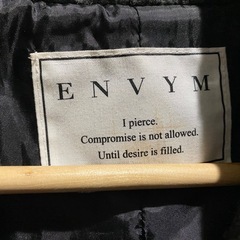 ENVYM
I pierce.
Compromise is not allowed.
Until desire is filled.